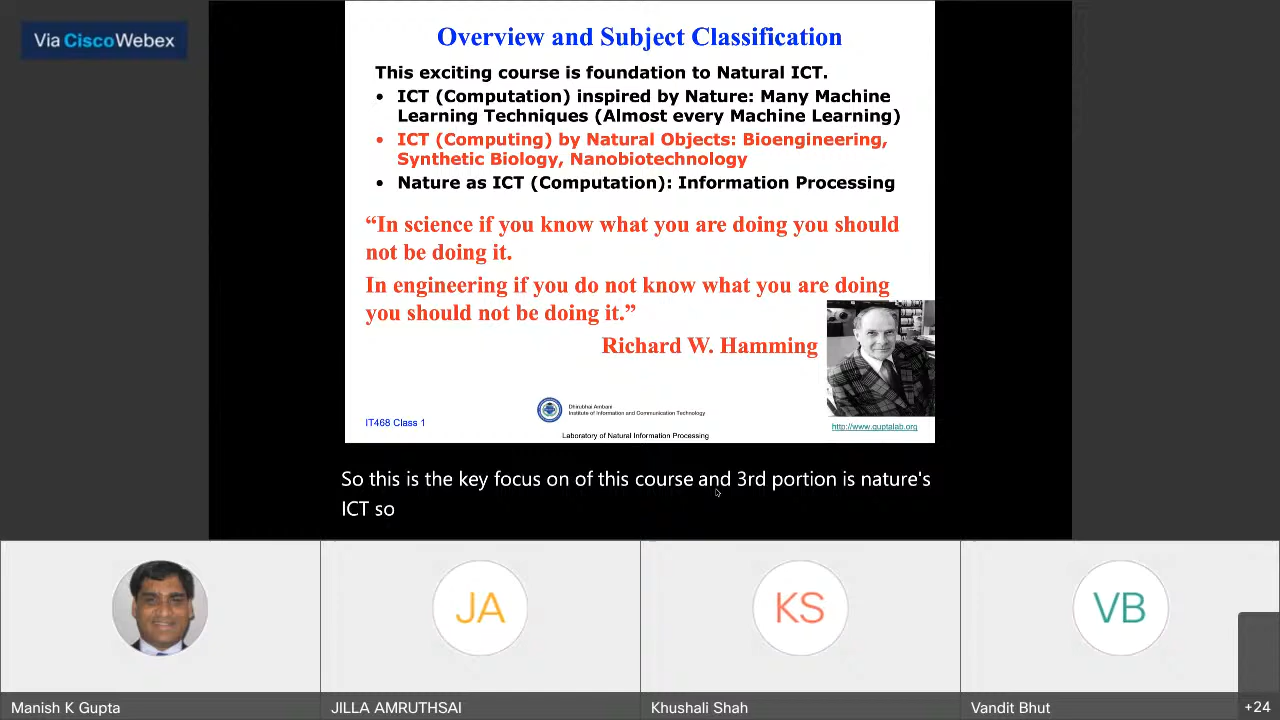 Via CiscoWebex
Overview and Subject Classification
This exciting course is foundation to Natural ICT.
• ICT (Computation) inspired by Nature: Many Machine
Learning Techniques (Almost every Machine Learning)
• ICT (Computing) by Natural Objects: Bioengineering,
Synthetic Biology, Nanobiotechnology
• Nature as ICT (Computation): Information Processing
“In science if you know what you are doing you should
not be doing it.
In engineering if you do not know what you are doing
you should not be doing it.”
Richard W. Hamming
Dhirubhai Ambani
Institute of Information and Communication Technology
IT468 Class 1
http://www.guptalab.org
Laboratory of Natural Information Processing
So this is the key focus on of this course and 3rd portion is nature's
ICT so
JA
KS
VB
Manish K Gupta
JILLA AMRUTHSAI
Khushali Shah
Vandit Bhut
+24